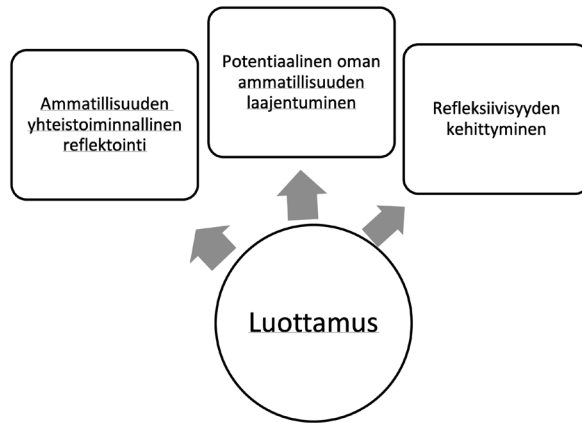 Ammatillisuuden
yhteistoiminnallinen
reflektointi
Potentiaalinen oman
ammatillisuuden
laajentuminen
Refleksiivisyyden
kehittyminen
Luottamus